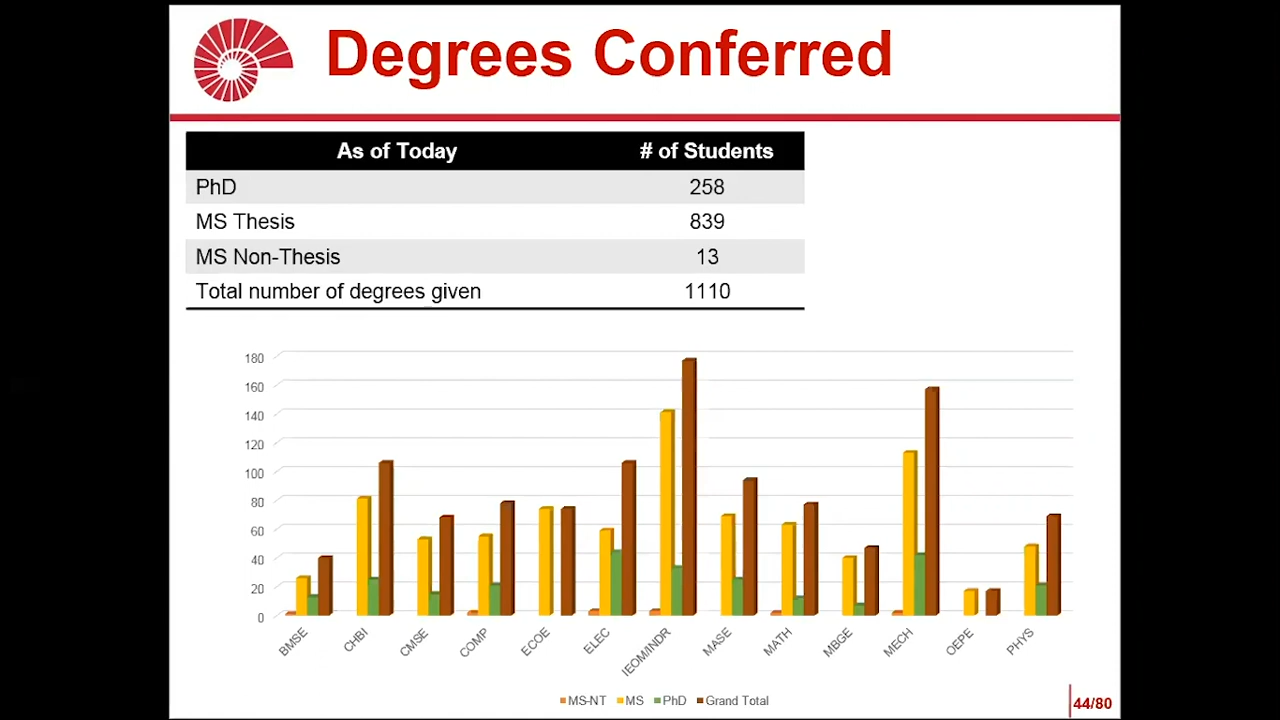 Degrees Conferred
As of Today # of Students
PhD 258
MS Thesis 839
MS Non-Thesis 13
Total number of degrees given 1110
180
160
140
120
100
80
60
40
20
0
BMSE CHBI CMSE COMP ECOE ELEC IEOM/INDR MASE MATH MBGE MECH OEPE PHYS
MS-NT MS PhD Grand Total
44/80